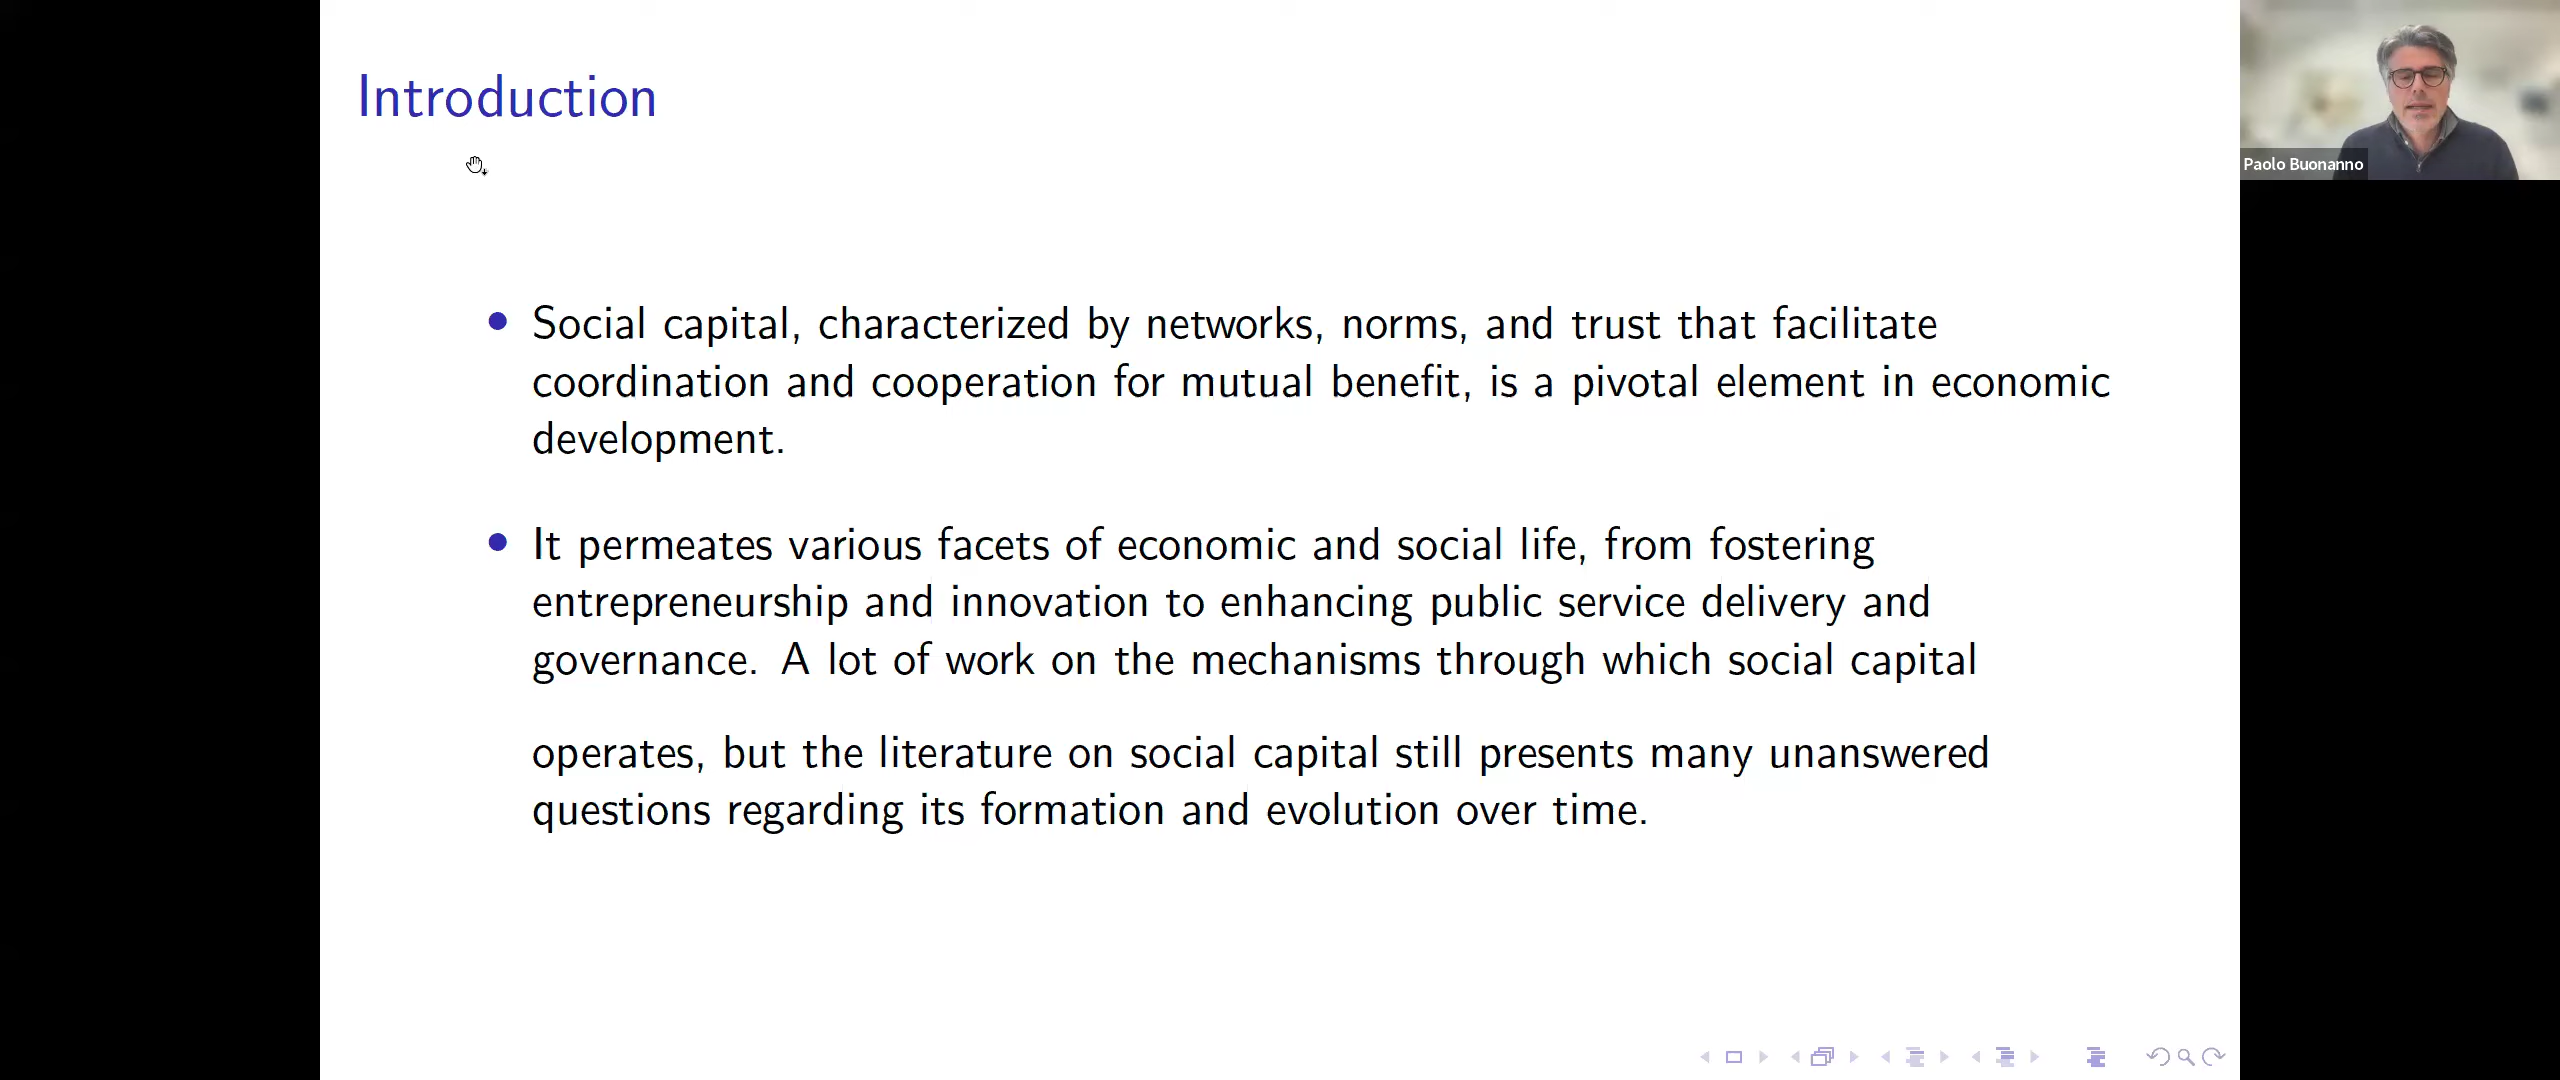 Introduction
Paolo Buonanno
• Social capital, characterized by networks, norms, and trust that facilitate
coordination and cooperation for mutual benefit, is a pivotal element in economic
development.
• It permeates various facets of economic and social life, from fostering
entrepreneurship and innovation to enhancing public service delivery and
governance. A lot of work on the mechanisms through which social capital
operates, but the literature on social capital still presents many unanswered
questions regarding its formation and evolution over time.